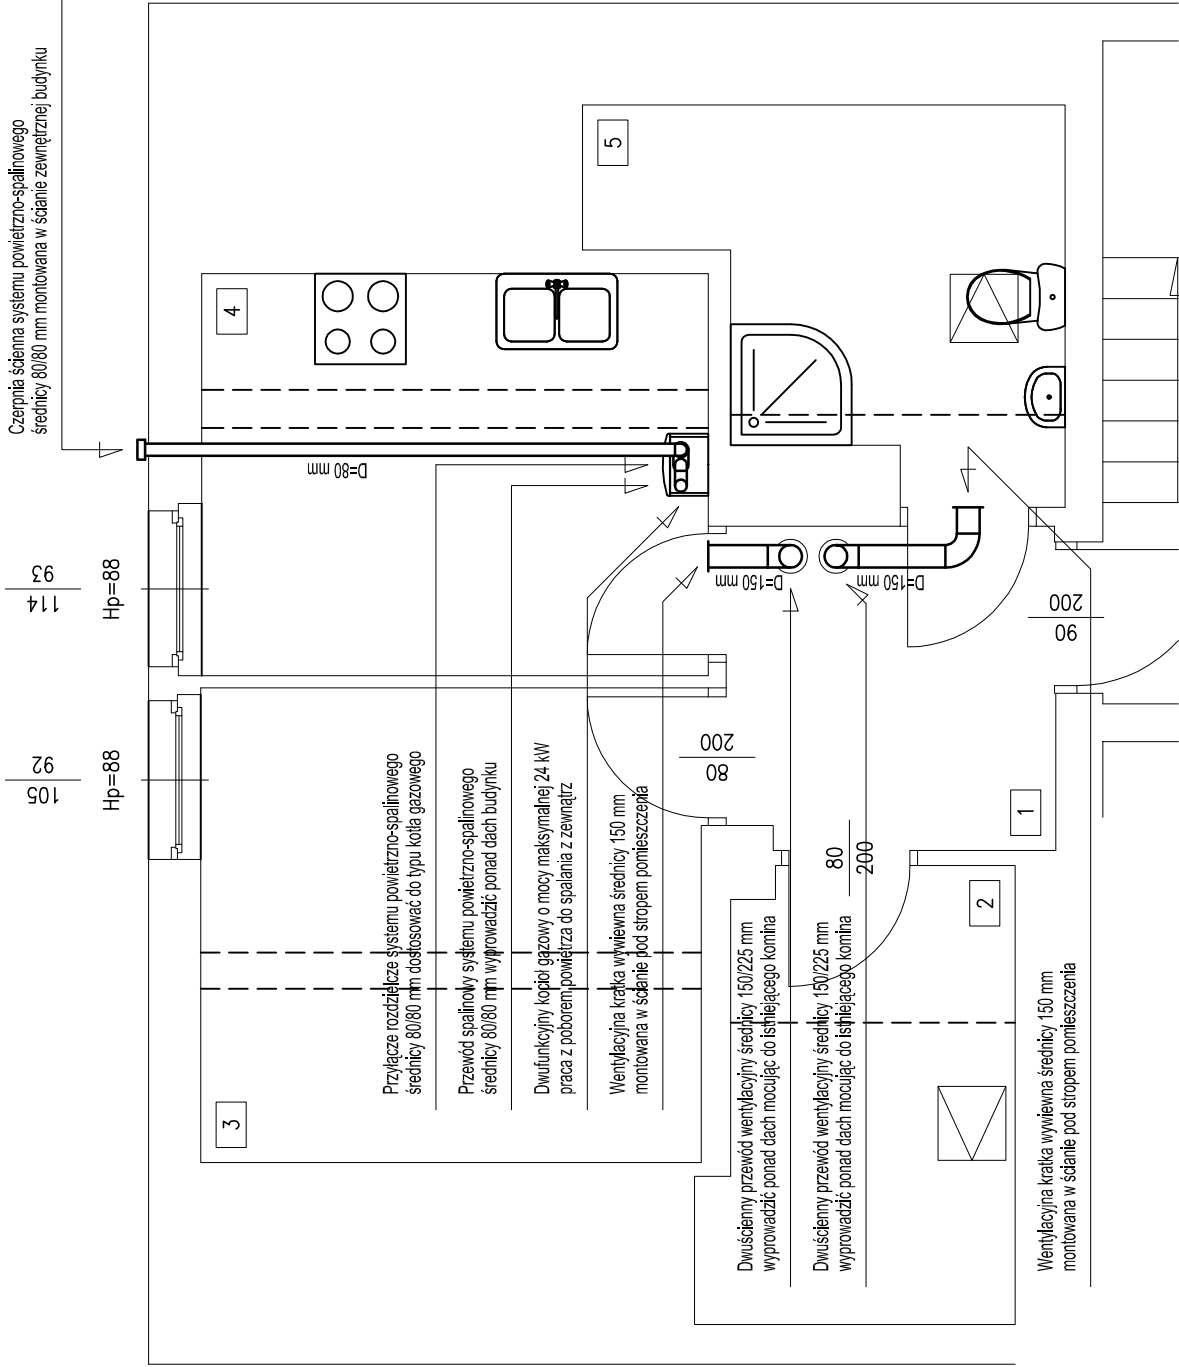 Czerpnia ścienna systemu powietrzno-spalinowego
średnicy 80/80 mm montowana w ścianie zewnętrznej budynku
105
92
Hp=88
114
93
Hp=88
3
4
5
D=80 mm
Przyłącze rozdzielcze systemu powietrzno-spalinowego
średnicy 80/80 mm dostosować do typu kotła gazowego
Przewód spalinowy systemu powietrzno-spalinowego
średnicy 80/80 mm wyprowadzić ponad dach budynku
Dwufunkcyjny kocioł gazowy o mocy maksymalnej 24 kW
praca z poborem powietrza do spalania z zewnątrz
Wentylacyjna kratka wywiewna średnicy 150 mm
montowana w ścianie pod stropem pomieszczenia
80
200
D=150 mm
D=150 mm
Dwuścienny przewód wentylacyjny średnicy 150/225 mm
wyprowadzić ponad dach mocując do istniejącego komina
Dwuścienny przewód wentylacyjny średnicy 150/225 mm
wyprowadzić ponad dach mocując do istniejącego komina
80
200
2
1
90
200
Wentylacyjna kratka wywiewna średnicy 150 mm
montowana w ścianie pod stropem pomieszczenia